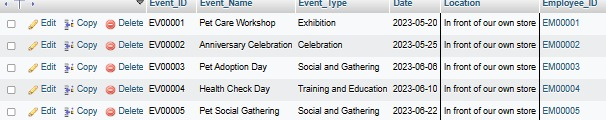 Event_ID Event_Name Event_Type Date Location Employee_ID
Edit Copy Delete EV00001 Pet Care Workshop Exhibition 2023-05-20 In front of our own store EM00001
Edit Copy Delete EV00002 Anniversary Celebration Celebration 2023-05-25 In front of our own store EM00002
Edit Copy Delete EV00003 Pet Adoption Day Social and Gathering 2023-06-06 In front of our own store EM00003
Edit Copy Delete EV00004 Health Check Day Training and Education 2023-06-10 In front of our own store EM00004
Edit Copy Delete EV00005 Pet Social Gathering Social and Gathering 2023-06-22 In front of our own store EM00005